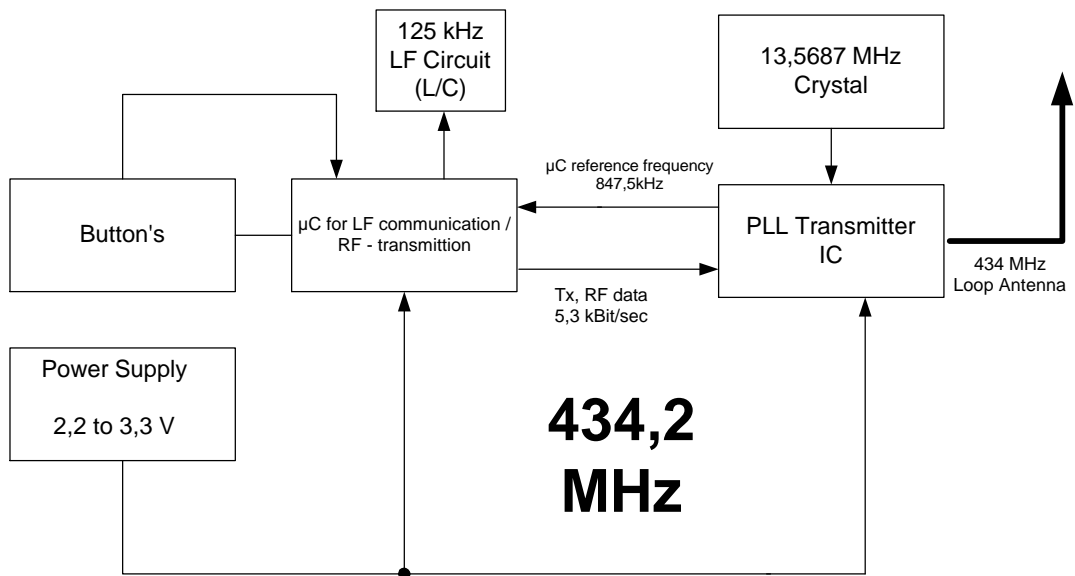 125 kHz
LF Circuit
(L/C)
13,5687 MHz
Crystal
µC reference frequency
847,5kHz
Button's
µC for LF communication /
RF - transmittion
PLL Transmitter
IC
434 MHz
Loop Antenna
Tx, RF data
5,3 kBit/sec
Power Supply
2,2 to 3,3 V
434,2
MHz